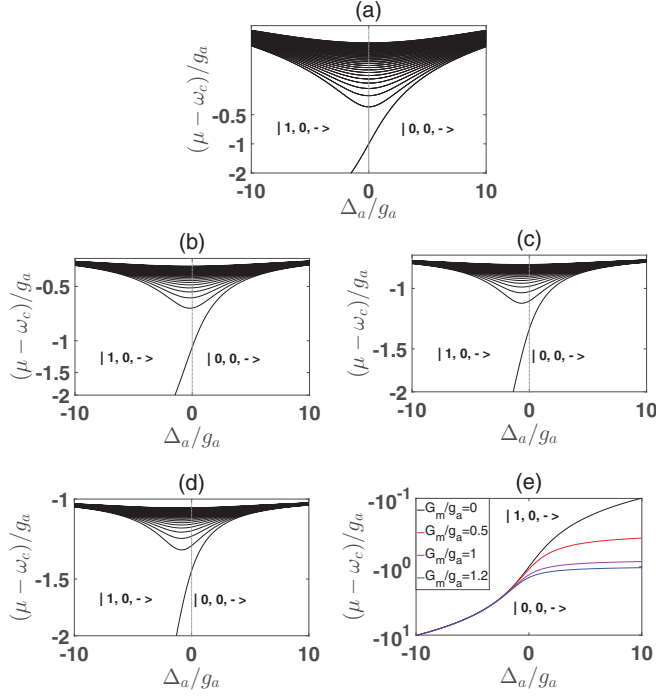 (a)
(μ − ω_c)/g_a
-0.5
-1
-2
| 1, 0, - >
| 0, 0, - >
-10
0
10
Δ_a/g_a
(b)
(μ − ω_c)/g_a
-0.5
-1
-1.5
-2
| 1, 0, - >
| 0, 0, - >
-10
0
10
Δ_a/g_a
(c)
(μ − ω_c)/g_a
-1
-1.5
-2
| 1, 0, - >
| 0, 0, - >
-10
0
10
Δ_a/g_a
(d)
(μ − ω_c)/g_a
-1
-1.5
-2
| 1, 0, - >
| 0, 0, - >
-10
0
10
Δ_a/g_a
(e)
(μ − ω_c)/g_a
-10^-1
-10^0
-10^1
G_m/g_a=0
G_m/g_a=0.5
G_m/g_a=1
G_m/g_a=1.2
| 1, 0, - >
| 0, 0, - >
-10
0
10
Δ_a/g_a